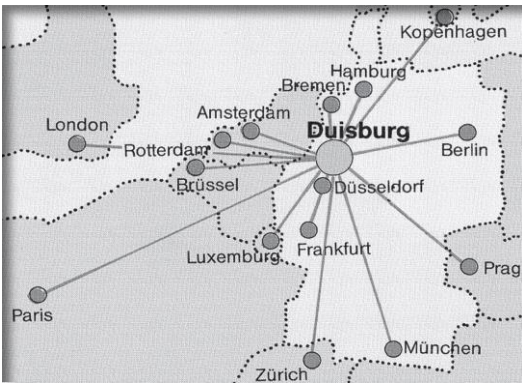 Kopenhagen
Hamburg
Bremen
Amsterdam
London
Duisburg
Rotterdam
Berlin
Brüssel
Düsseldorf
Luxemburg
Frankfurt
Prag
Paris
München
Zürich